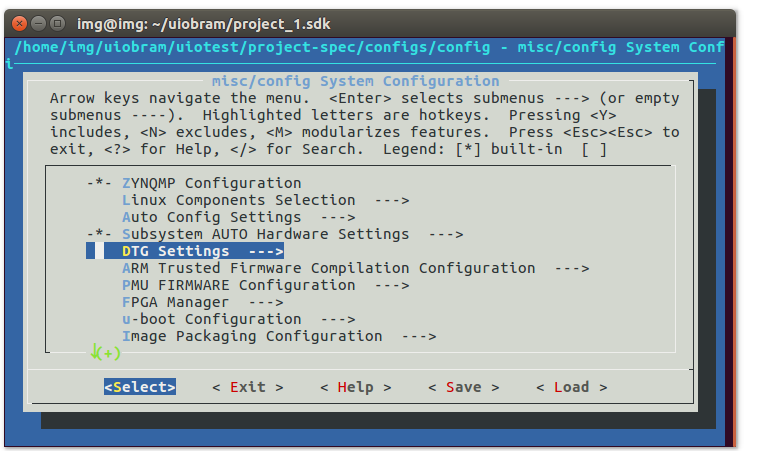 img@img: ~/uiobram/project_1.sdk
/home/img/uiobram/uiotest/project-spec/configs/config - misc/config System Conf
i
misc/config System Configuration
Arrow keys navigate the menu.  <Enter> selects submenus ---> (or empty
submenus ----).  Highlighted letters are hotkeys.  Pressing <Y>
includes, <N> excludes, <M> modularizes features.  Press <Esc><Esc> to
exit, <?> for Help, </> for Search.  Legend: [*] built-in  [ ]
-*- ZYNQMP Configuration
Linux Components Selection  --->
Auto Config Settings  --->
-*- Subsystem AUTO Hardware Settings  --->
DTG Settings  --->
ARM Trusted Firmware Compilation Configuration  --->
PMU FIRMWARE Configuration  --->
FPGA Manager  --->
u-boot Configuration  --->
Image Packaging Configuration  --->
↓(+)
<Select>    < Exit >    < Help >    < Save >    < Load >